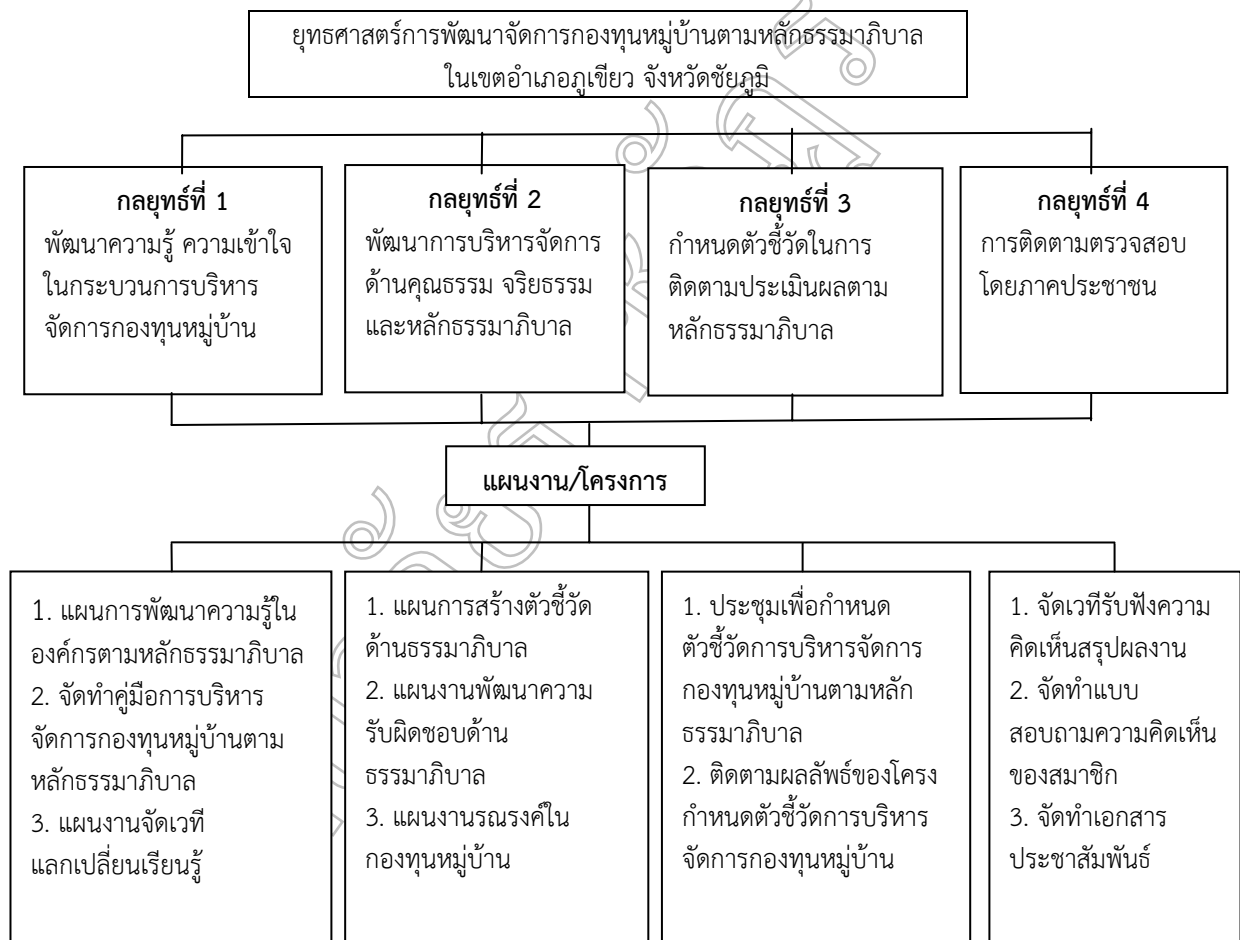 ยุทธศาสตร์การพัฒนาจัดการกองทุนหมู่บ้านตามหลักธรรมาภิบาล
ในเขตอำเภอภูเขียว จังหวัดชัยภูมิ
กลยุทธ์ที่ 1
พัฒนาความรู้ ความเข้าใจ
ในกระบวนการบริหาร
จัดการกองทุนหมู่บ้าน
กลยุทธ์ที่ 2
พัฒนาการบริหารจัดการ
ด้านคุณธรรม จริยธรรม
และหลักธรรมาภิบาล
กลยุทธ์ที่ 3
กำหนดตัวชี้วัดในการ
ติดตามประเมินผลตาม
หลักธรรมาภิบาล
กลยุทธ์ที่ 4
การติดตามตรวจสอบ
โดยภาคประชาชน
แผนงาน/โครงการ
1. แผนการพัฒนาความรู้ใน
องค์กรตามหลักธรรมาภิบาล
2. จัดทำคู่มือการบริหาร
จัดการกองทุนหมู่บ้านตาม
หลักธรรมาภิบาล
3. แผนงานจัดเวที
แลกเปลี่ยนเรียนรู้
1. แผนการสร้างตัวชี้วัด
ด้านธรรมาภิบาล
2. แผนงานพัฒนาความ
รับผิดชอบด้าน
ธรรมาภิบาล
3. แผนงานรณรงค์ใน
กองทุนหมู่บ้าน
1. ประชุมเพื่อกำหนด
ตัวชี้วัดการบริหารจัดการ
กองทุนหมู่บ้านตามหลัก
ธรรมาภิบาล
2. ติดตามผลลัพธ์ของโครง
กำหนดตัวชี้วัดการบริหาร
จัดการกองทุนหมู่บ้าน
1. จัดเวทีรับฟังความ
คิดเห็นสรุปผลงาน
2. จัดทำแบบ
สอบถามความคิดเห็น
ของสมาชิก
3. จัดทำเอกสาร
ประชาสัมพันธ์